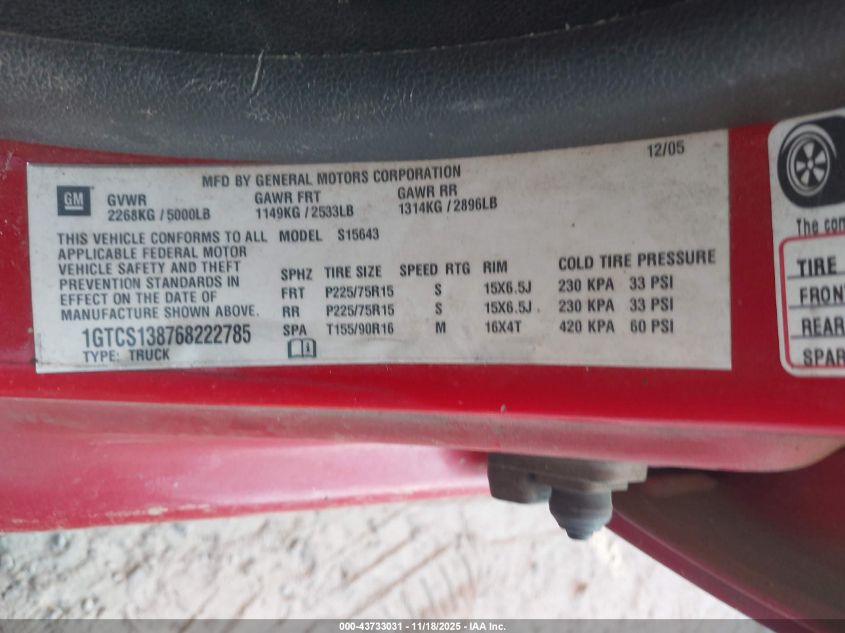 12/05
MFD BY GENERAL MOTORS CORPORATION
GM
GVWR GAWR FRT GAWR RR
2268KG / 5000LB 1149KG / 2533LB 1314KG / 2896LB
THIS VEHICLE CONFORMS TO ALL MODEL S15643
APPLICABLE FEDERAL MOTOR
VEHICLE SAFETY AND THEFT
PREVENTION STANDARDS IN
EFFECT ON THE DATE OF
MANUFACTURE SHOWN ABOVE.
1GTCS138768222785
TYPE: TRUCK
SPHZ TIRE SIZE SPEED RTG RIM COLD TIRE PRESSURE
FRT P225/75R15 S 15X6.5J 230 KPA 33 PSI
RR P225/75R15 S 15X6.5J 230 KPA 33 PSI
SPA T155/90R16 M 16X4T 420 KPA 60 PSI
The com
TIRE
FRON
REAR
SPAR
000-43733031 - 11/18/2025 - IAA Inc.